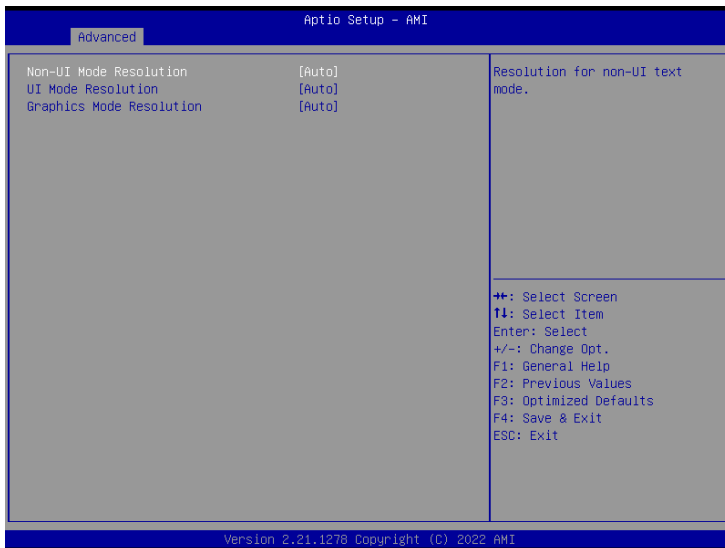 Aptio Setup – AMI
Advanced
Non-UI Mode Resolution [Auto]
UI Mode Resolution [Auto]
Graphics Mode Resolution [Auto]
Resolution for non-UI text
mode.
→←: Select Screen
↑↓: Select Item
Enter: Select
+/-: Change Opt.
F1: General Help
F2: Previous Values
F3: Optimized Defaults
F4: Save & Exit
ESC: Exit
Version 2.21.1278 Copyright (C) 2022 AMI